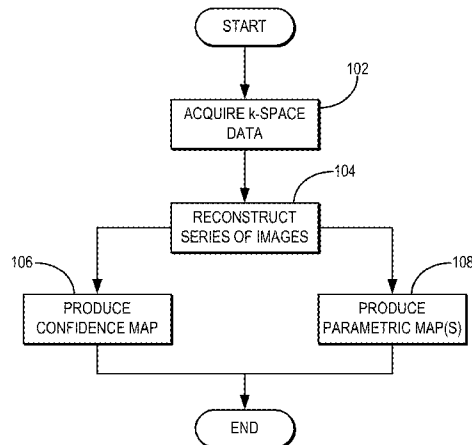 START
102
ACQUIRE k-SPACE
DATA
104
RECONSTRUCT
SERIES OF IMAGES
106
PRODUCE
CONFIDENCE MAP
108
PRODUCE
PARAMETRIC MAP(S)
END